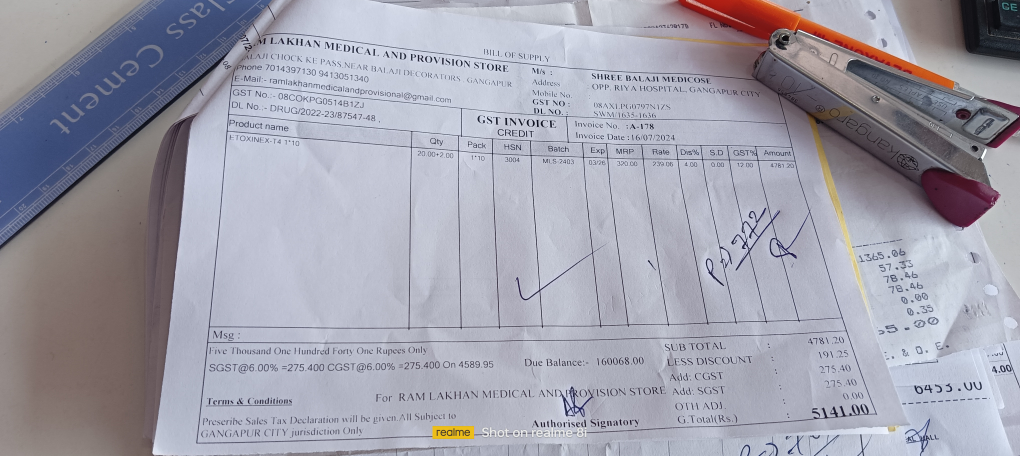 BILL OF SUPPLY
M LAKHAN MEDICAL AND PROVISION STORE
ALAJI CHOCK KE PASS,NEAR BALAJI DECORATORS GANGAPUR
Phone 7014397130 9413051340
E-Mail:- ramlakhanmedicalandprovisional@gmail.com
GST No.:- 08COKPG0514B1ZJ
DL No.:- DRUG/2022-23/87547-48 ,
M/s : SHREE BALAJI MEDICOSE
Address OPP. RIYA HOSPITAL, GANGAPUR CITY
Mobile No.
GST NO : 08AXLPG0797N1ZS
DL NO. : SWM/1635-1636
GST INVOICE
CREDIT
Invoice No. :A-178
Invoice Date :16/07/2024
Product name Qty Pack HSN Batch Exp MRP Rate Dis% S.D GST% Amount
ETOXINEX-T4 1*10 20.00+2.00 1*10 3004 MLS-2403 03/26 320.00 239.06 4.00 0.00 12.00 4781.20
Msg :
Five Thousand One Hundred Forty One Rupees Only
SGST@6.00% =275.400 CGST@6.00% =275.400 On 4589.95
Due Balance:- 160068.00
SUB TOTAL : 4781.20
LESS DISCOUNT : 191.25
Add: CGST : 275.40
Add: SGST : 275.40
OTH ADJ. : 0.00
G.Total(Rs.) : 5141.00
For RAM LAKHAN MEDICAL AND PROVISION STORE
Terms & Conditions
Prescribe Sales Tax Declaration will be given.All Subject to
GANGAPUR CITY jurisdiction Only
Authorised Signatory
realme Shot on realme 8i
lass Cement
Kangaro
1365.06
57.33
78.46
78.46
0.00
0.35
5.00
E. & O. E.
4.00
6453.00